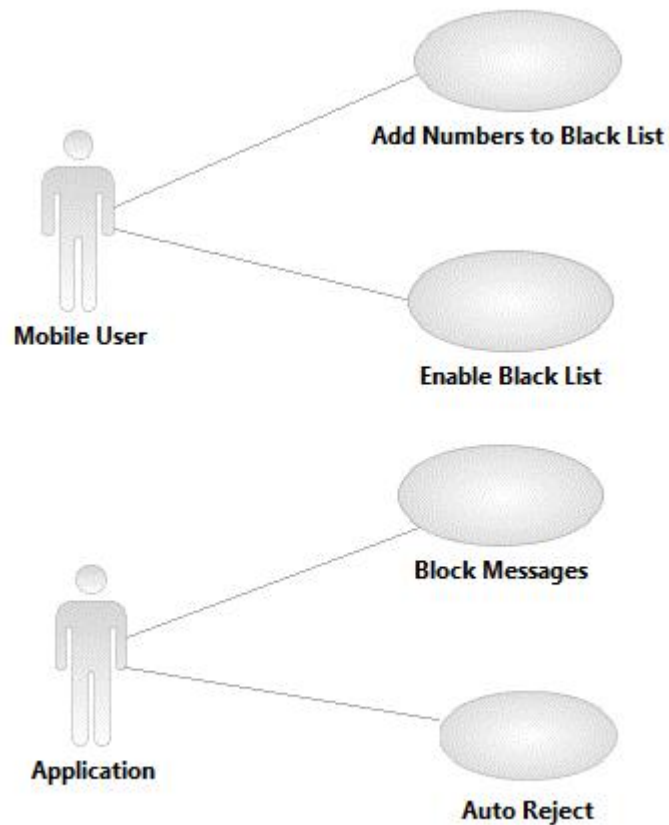 Add Numbers to Black List
Mobile User
Enable Black List
Block Messages
Application
Auto Reject